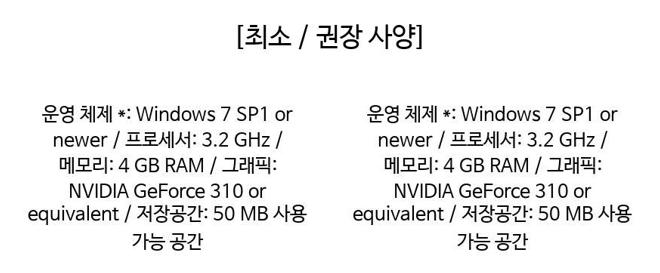 [최소 / 권장 사양]
운영 체제 *: Windows 7 SP1 or
newer / 프로세서: 3.2 GHz /
메모리: 4 GB RAM / 그래픽:
NVIDIA GeForce 310 or
equivalent / 저장공간: 50 MB 사용
가능 공간
운영 체제 *: Windows 7 SP1 or
newer / 프로세서: 3.2 GHz /
메모리: 4 GB RAM / 그래픽:
NVIDIA GeForce 310 or
equivalent / 저장공간: 50 MB 사용
가능 공간